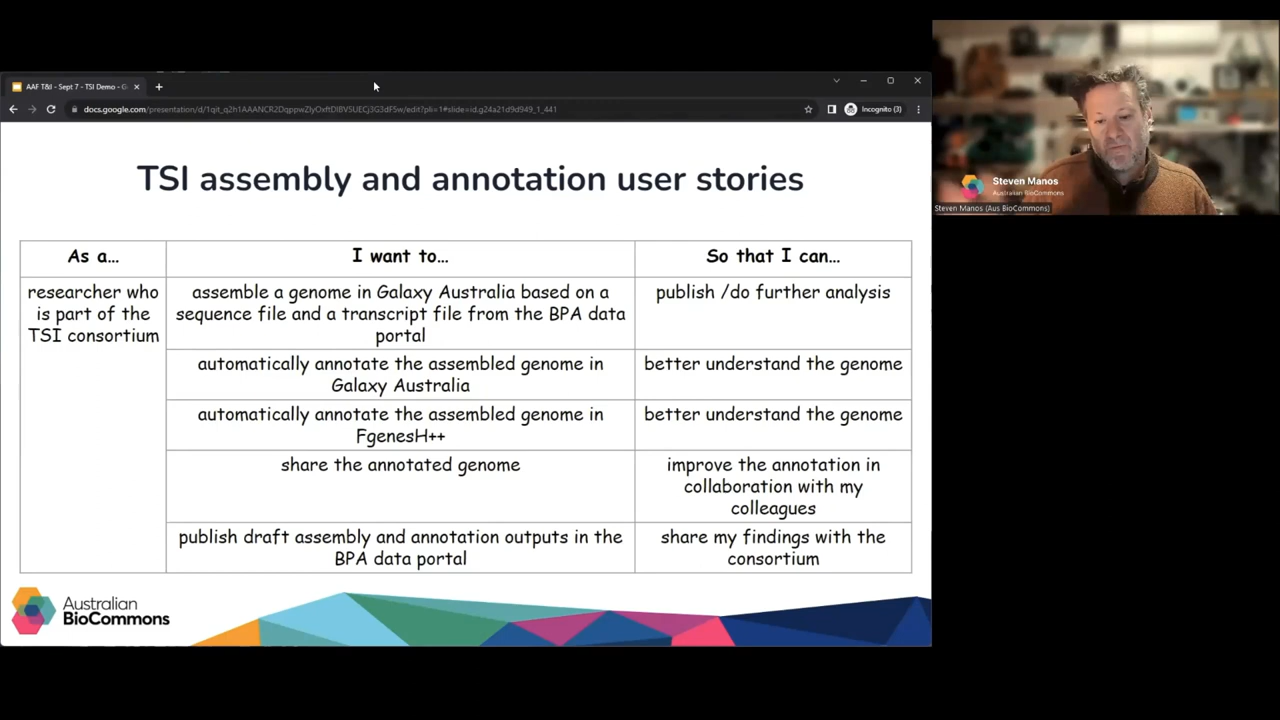 AAF T&I - Sept 7 - TSI Demo - G
Incognito (3)
TSI assembly and annotation user stories
As a...
I want to...
So that I can...
researcher who
is part of the
TSI consortium
assemble a genome in Galaxy Australia based on a
sequence file and a transcript file from the BPA data
portal
publish /do further analysis
automatically annotate the assembled genome in
Galaxy Australia
better understand the genome
automatically annotate the assembled genome in
FgenesH++
better understand the genome
share the annotated genome
improve the annotation in
collaboration with my
colleagues
publish draft assembly and annotation outputs in the
BPA data portal
share my findings with the
consortium
Australian
BioCommons
Steven Manos
Australian BioCommons
Steven Manos (Aus BioCommons)